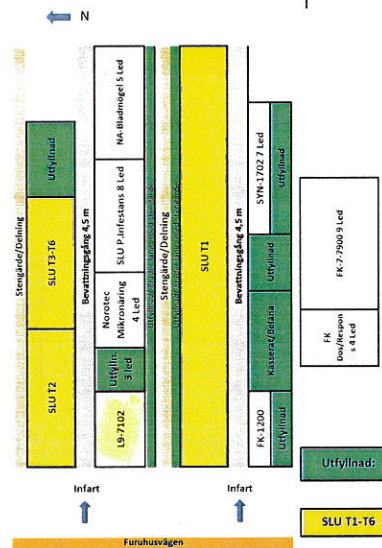 N
Stengärde/Delning
SLU T2
SLU T3-T6
Utfyllnad
Bevattningsgång 4,5 m
L9-7102
Utfylln.
3 led
Norotec
Mikronäring
4 Led
SLU P.Infestans 8 Led
NA-Bladmögel 5 Led
Stengärde/Delning
SLU T1
Bevattningsgång 4,5 m
FK-1200
Utfyllnad
Kasserat/Belana
Utfyllnad
SYN-1702 7 Led
Utfyllnad
FK
Dos/Respon
s 4 Led
FK-7-7900 9 Led
Infart
Infart
Furuhusvägen
Utfyllnad:
SLU T1-T6